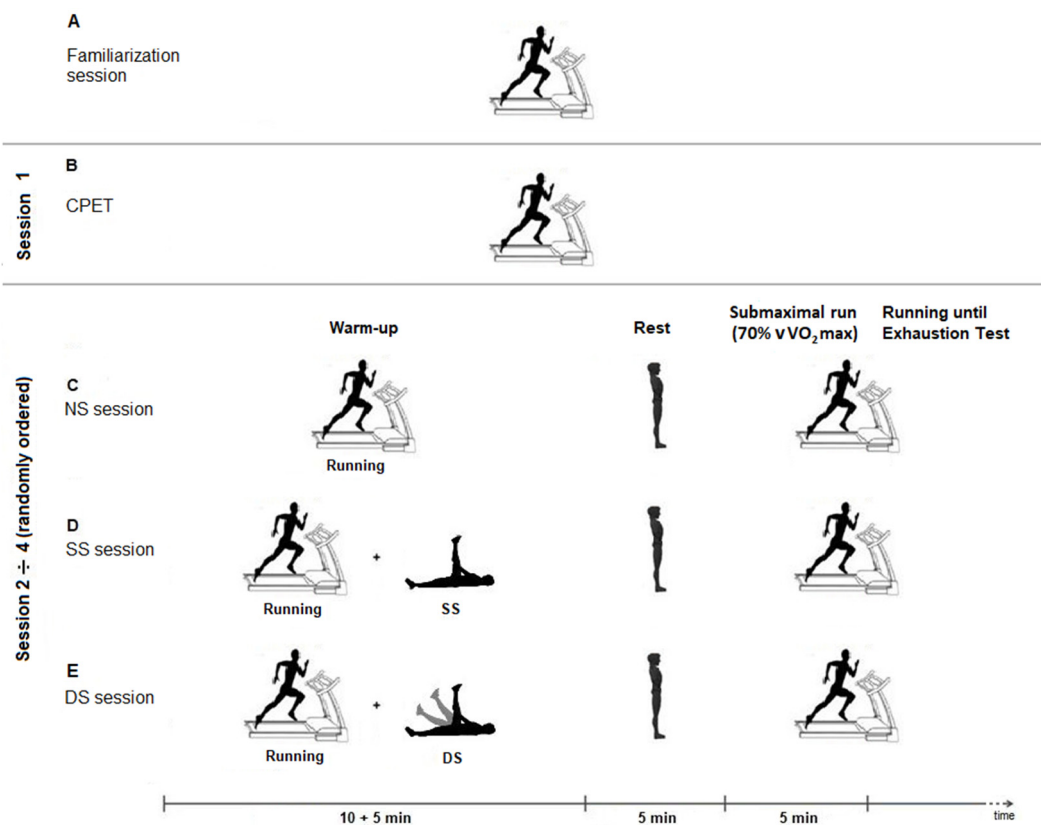 A
Familiarization
session
Session 1
B
CPET
Session 2 ÷ 4 (randomly ordered)
Warm-up
Rest
Submaximal run
(70% vVO₂max)
Running until
Exhaustion Test
C
NS session
Running
D
SS session
+
Running
SS
E
DS session
+
Running
DS
10 + 5 min
5 min
5 min
time